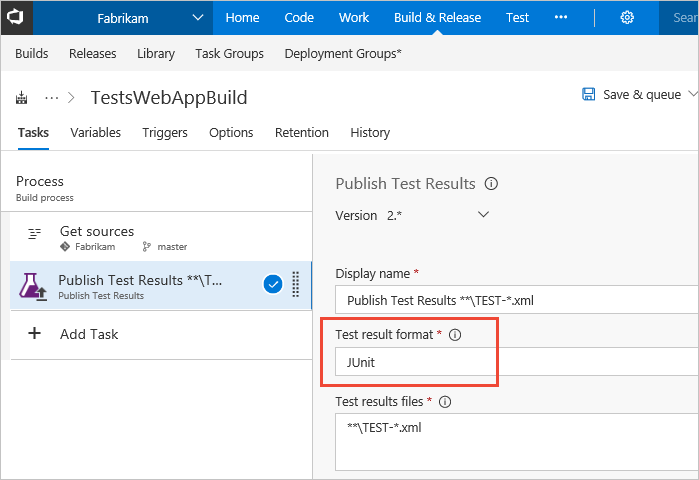 Fabrikam Home Code Work Build & Release Test ••• Sear
Builds Releases Library Task Groups Deployment Groups*
··· > TestsWebAppBuild Save & queue
Tasks Variables Triggers Options Retention History
Process
Build process
Get sources
Fabrikam master
Publish Test Results **\T...
Publish Test Results
+ Add Task
Publish Test Results
Version 2.*
Display name *
Publish Test Results **\TEST-*.xml
Test result format *
JUnit
Test results files *
**\TEST-*.xml